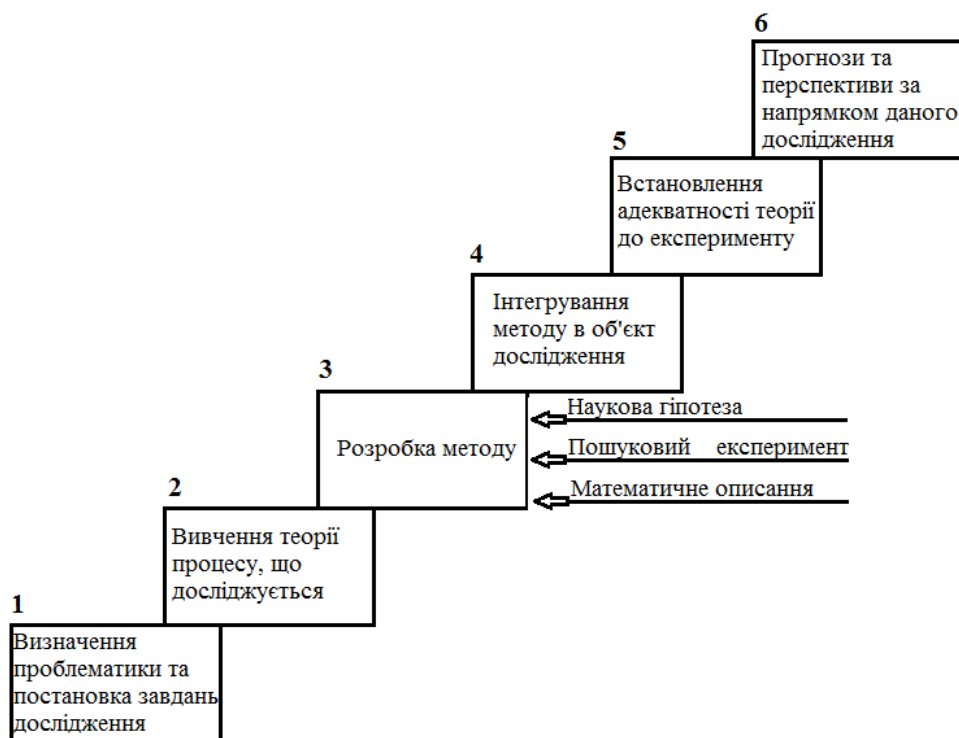 6
Прогнози та
перспективи за
напрямком даного
дослідження
5
Встановлення
адекватності теорії
до експерименту
4
Інтегрування
методу в об'єкт
дослідження
3
Розробка методу
Наукова гіпотеза
Пошуковий експеримент
Математичне описання
2
Вивчення теорії
процесу, що
досліджується
1
Визначення
проблематики та
постановка завдань
дослідження